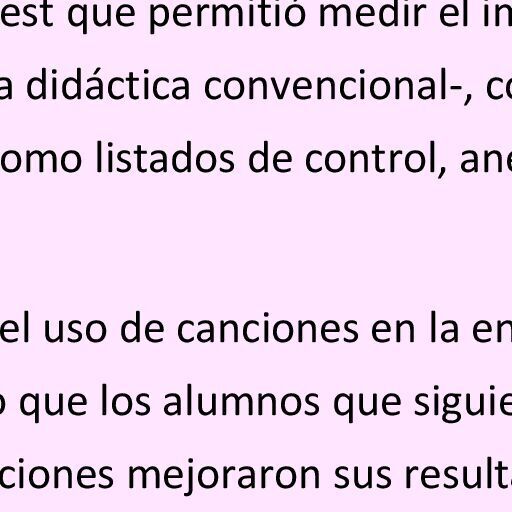 est que permitió medir el im
a didáctica convencional-, co
omo listados de control, ane
el uso de canciones en la en
o que los alumnos que siguie
ciones mejoraron sus resulta